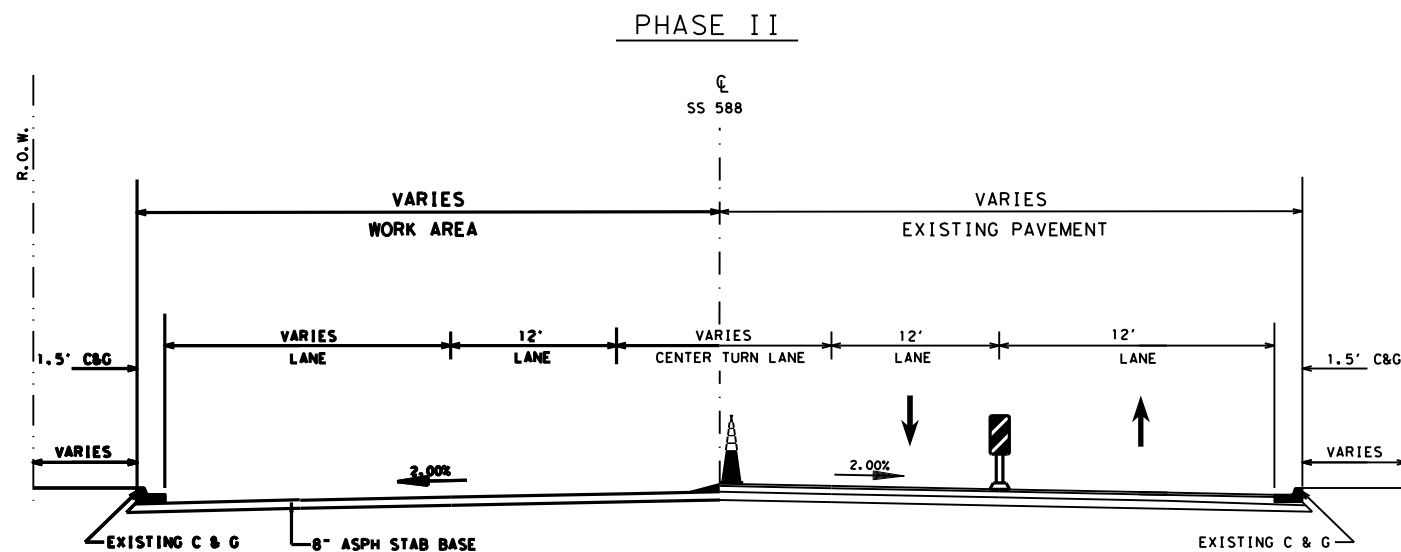 PHASE II
℄
SS 588
R.O.W.
VARIES
WORK AREA
VARIES
EXISTING PAVEMENT
VARIES
LANE
12'
LANE
VARIES
CENTER TURN LANE
12'
LANE
12'
LANE
1.5' C&G
1.5' C&G
VARIES
VARIES
2.00%
2.00%
EXISTING C & G
8" ASPH STAB BASE
EXISTING C & G